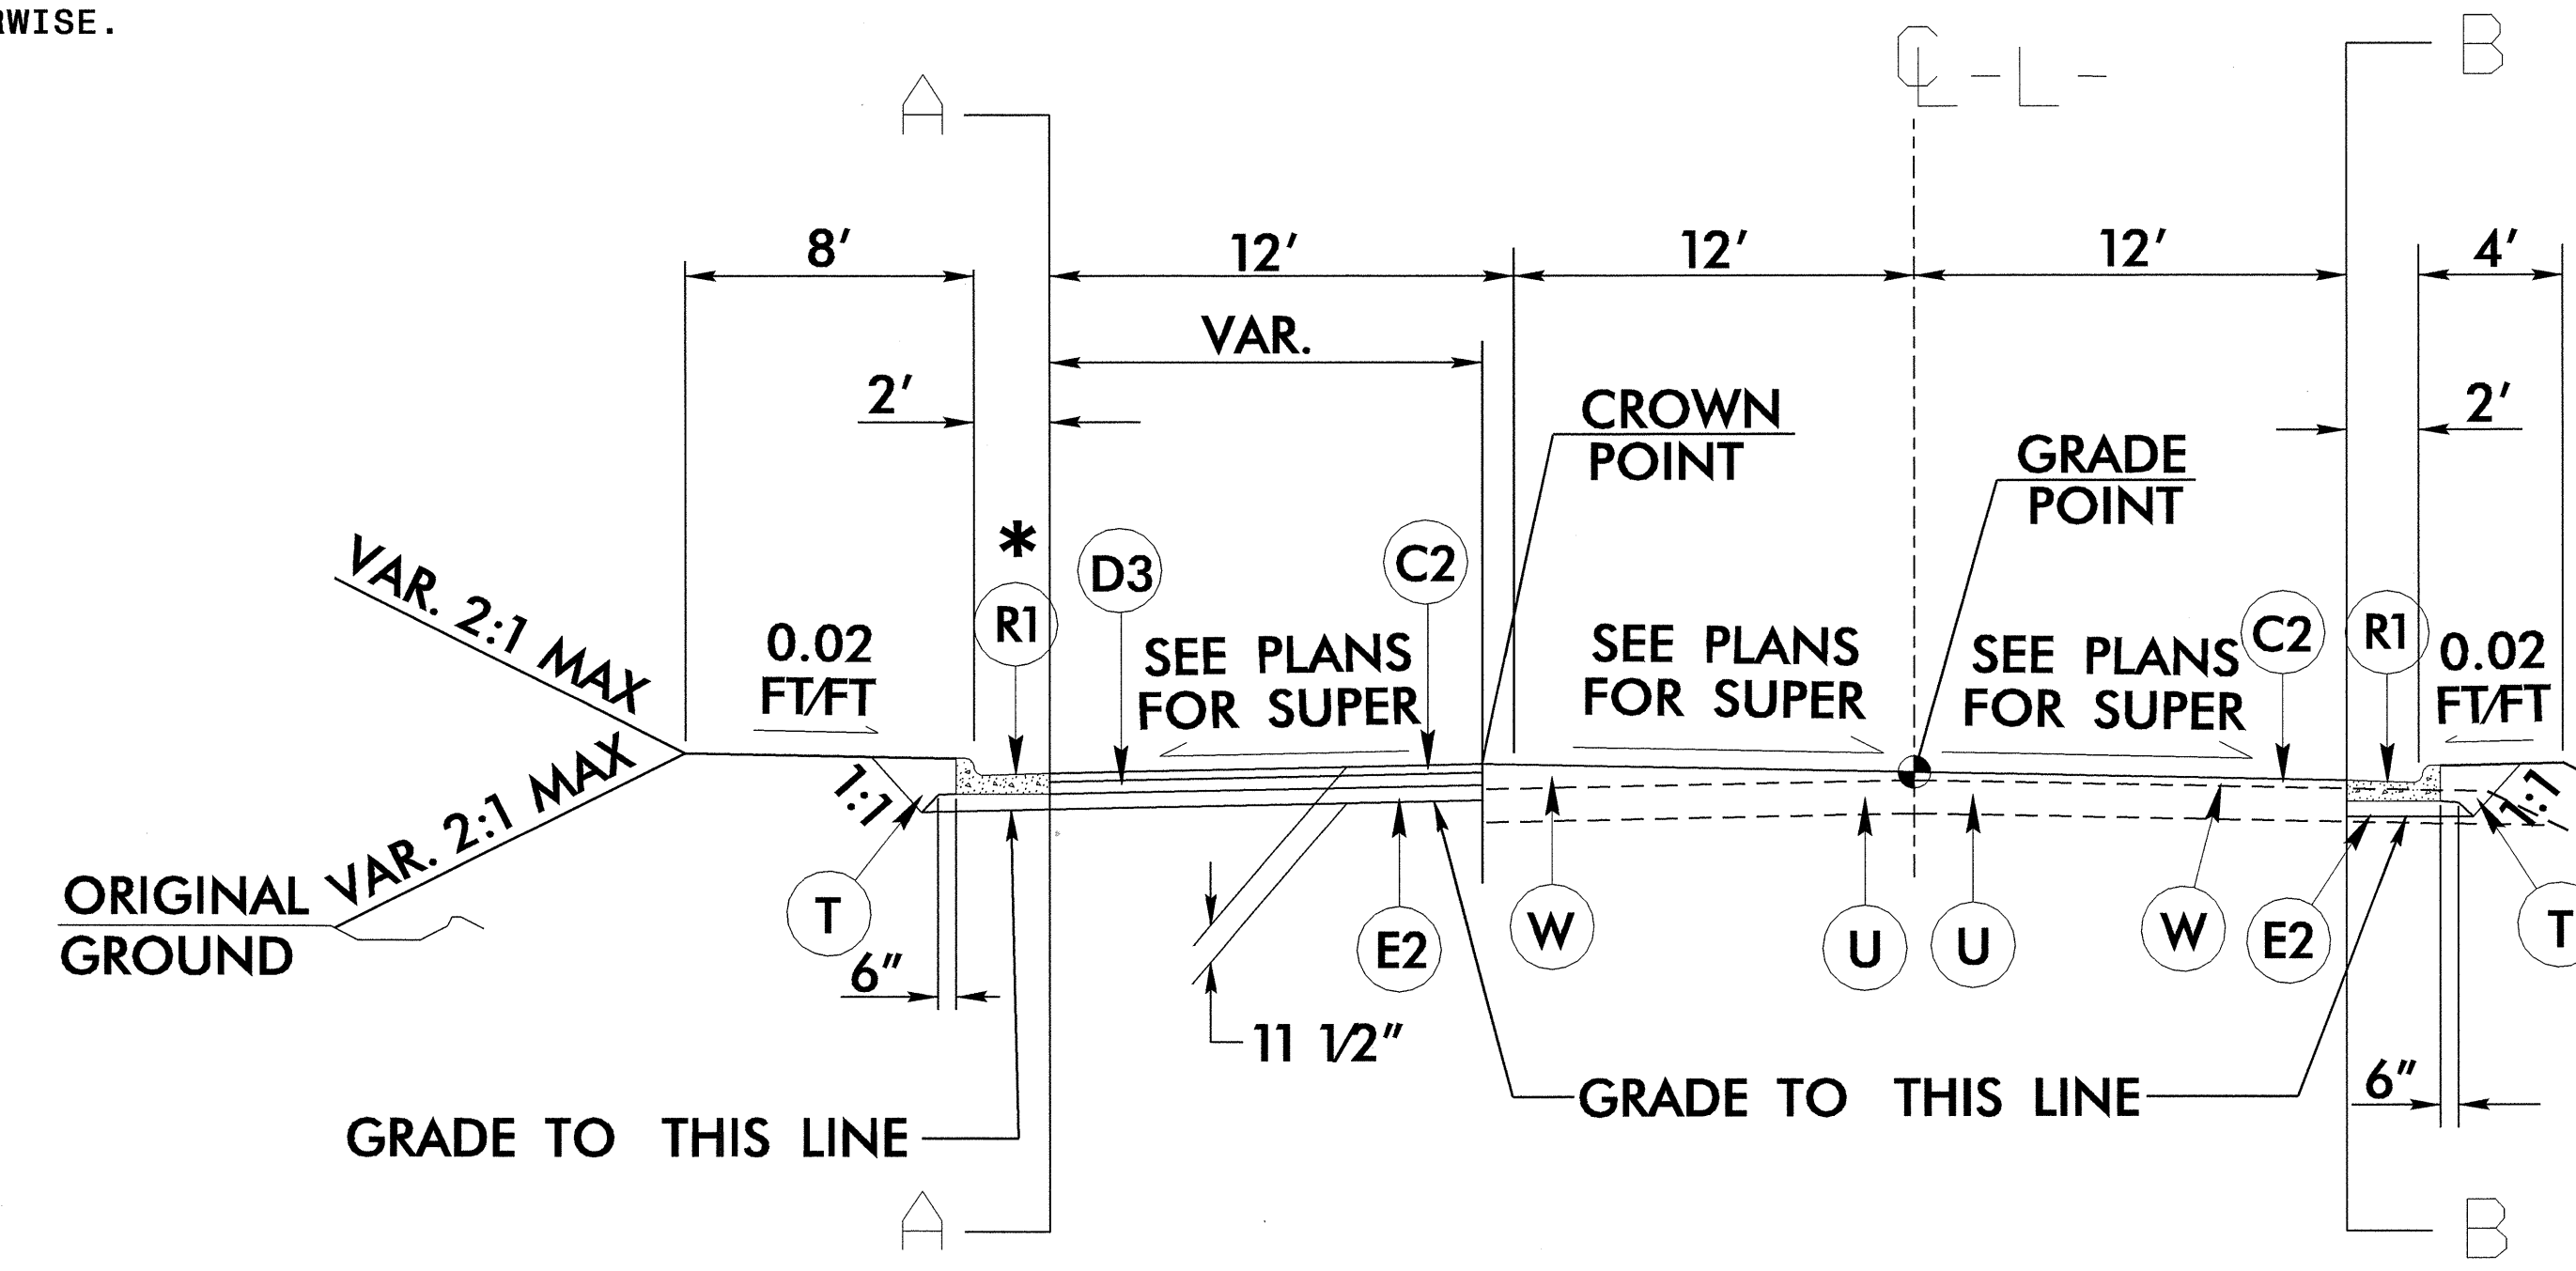 RWISE.
A
℄ -L-
B
8'
12'
12'
12'
4'
VAR.
2'
2'
CROWN
POINT
GRADE
POINT
*
R1
D3
C2
C2
R1
VAR. 2:1 MAX
0.02
FT/FT
SEE PLANS
FOR SUPER
SEE PLANS
FOR SUPER
SEE PLANS
FOR SUPER
0.02
FT/FT
VAR. 2:1 MAX
1:1
1:1
ORIGINAL
GROUND
T
6"
E2
W
U
U
W
E2
T
11 1/2"
GRADE TO THIS LINE
GRADE TO THIS LINE
6"
A
B